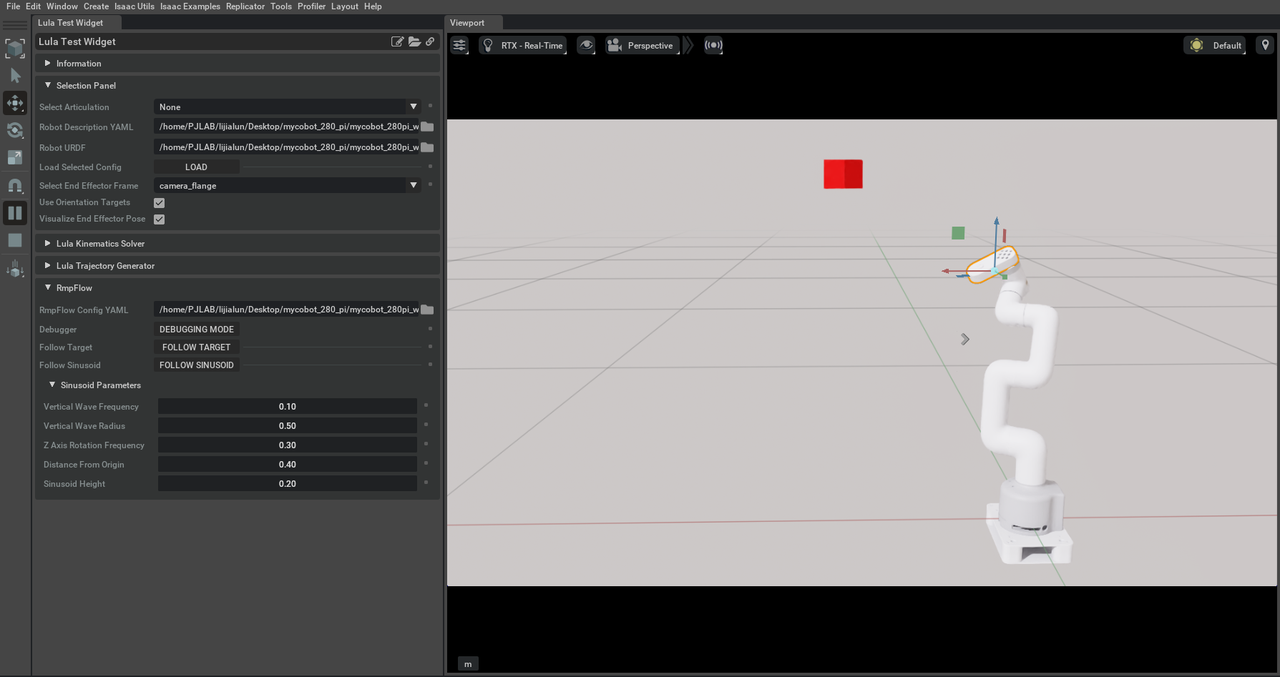 File Edit Window Create Isaac Utils Isaac Examples Replicator Tools Profiler Layout Help
Lula Test Widget
Viewport
Lula Test Widget
RTX - Real-Time
Perspective
Default
Information
Selection Panel
Select Articulation None
Robot Description YAML /home/PJLAB/lijialun/Desktop/mycobot_280_pi/mycobot_280pi_w
Robot URDF /home/PJLAB/lijialun/Desktop/mycobot_280_pi/mycobot_280pi_w
Load Selected Config LOAD
Select End Effector Frame camera_flange
Use Orientation Targets
Visualize End Effector Pose
Lula Kinematics Solver
Lula Trajectory Generator
RmpFlow
RmpFlow Config YAML /home/PJLAB/lijialun/Desktop/mycobot_280_pi/mycobot_280pi_w
Debugger DEBUGGING MODE
Follow Target FOLLOW TARGET
Follow Sinusoid FOLLOW SINUSOID
Sinusoid Parameters
Vertical Wave Frequency 0.10
Vertical Wave Radius 0.50
Z Axis Rotation Frequency 0.30
Distance From Origin 0.40
Sinusoid Height 0.20
m